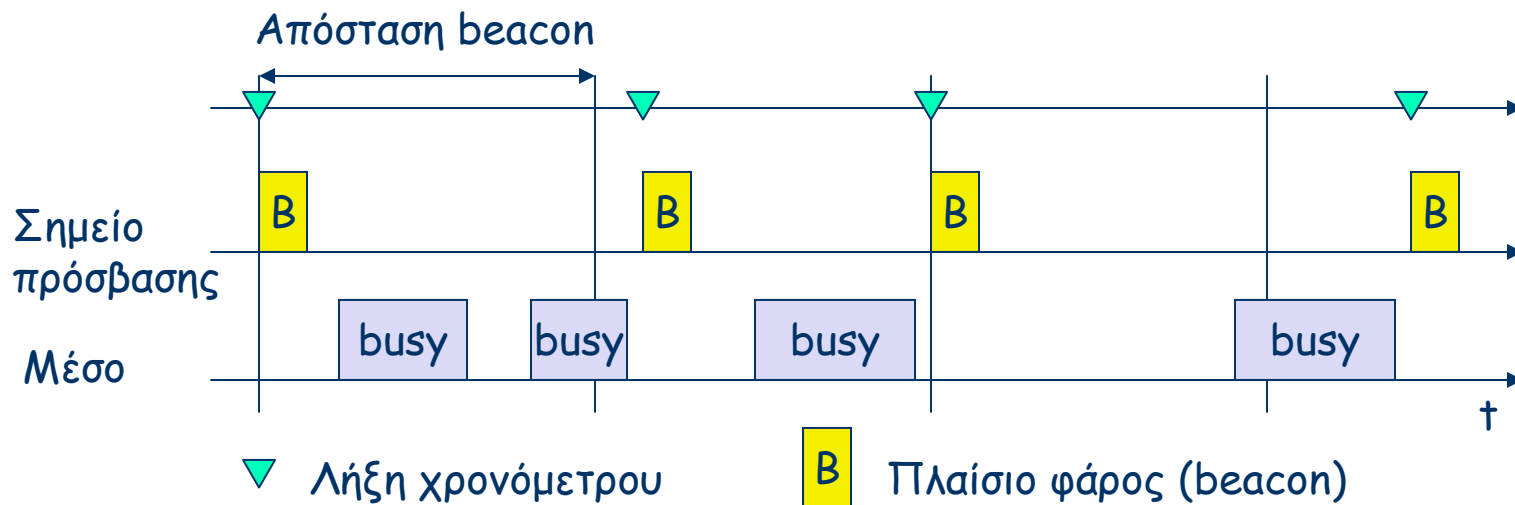 Απόσταση beacon
B B B B
Σημείο
πρόσβασης
busy busy busy busy
Μέσο
t
Λήξη χρονόμετρου B Πλαίσιο φάρος (beacon)